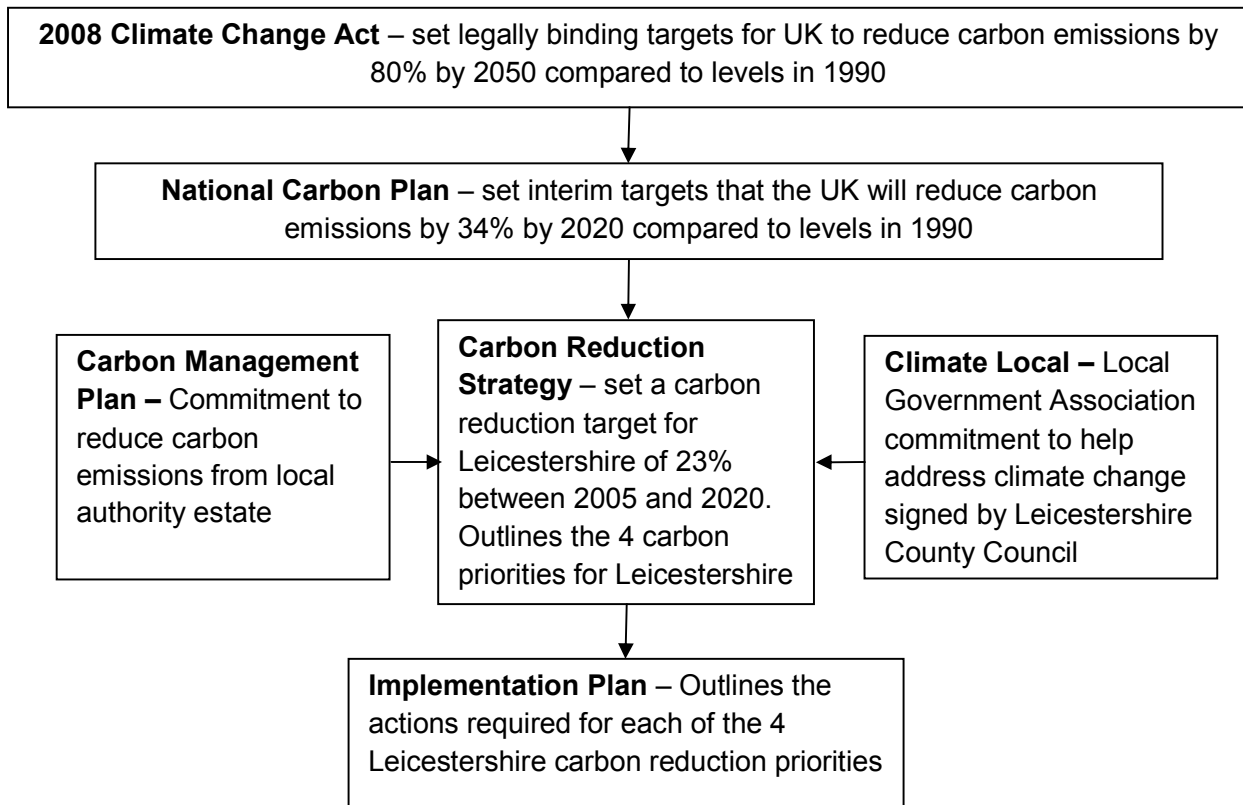 2008 Climate Change Act – set legally binding targets for UK to reduce carbon emissions by
80% by 2050 compared to levels in 1990
National Carbon Plan – set interim targets that the UK will reduce carbon
emissions by 34% by 2020 compared to levels in 1990
Carbon Management
Plan – Commitment to
reduce carbon
emissions from local
authority estate
Carbon Reduction
Strategy – set a carbon
reduction target for
Leicestershire of 23%
between 2005 and 2020.
Outlines the 4 carbon
priorities for Leicestershire
Climate Local – Local
Government Association
commitment to help
address climate change
signed by Leicestershire
County Council
Implementation Plan – Outlines the
actions required for each of the 4
Leicestershire carbon reduction priorities